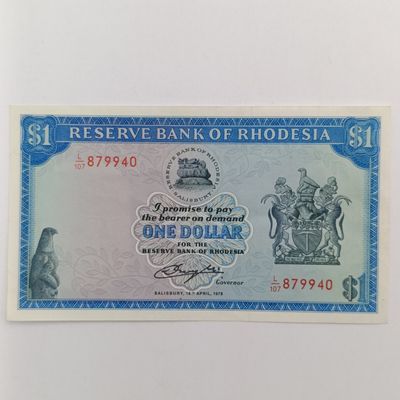 $1 RESERVE BANK OF RHODESIA $1
L/107 879940
RESERVE BANK OF RHODESIA
SALISBURY
I promise to pay
the bearer on demand
ONE DOLLAR
FOR THE
RESERVE BANK OF RHODESIA
Governor
L/107 879940
SALISBURY, 18TH APRIL, 1978
$1